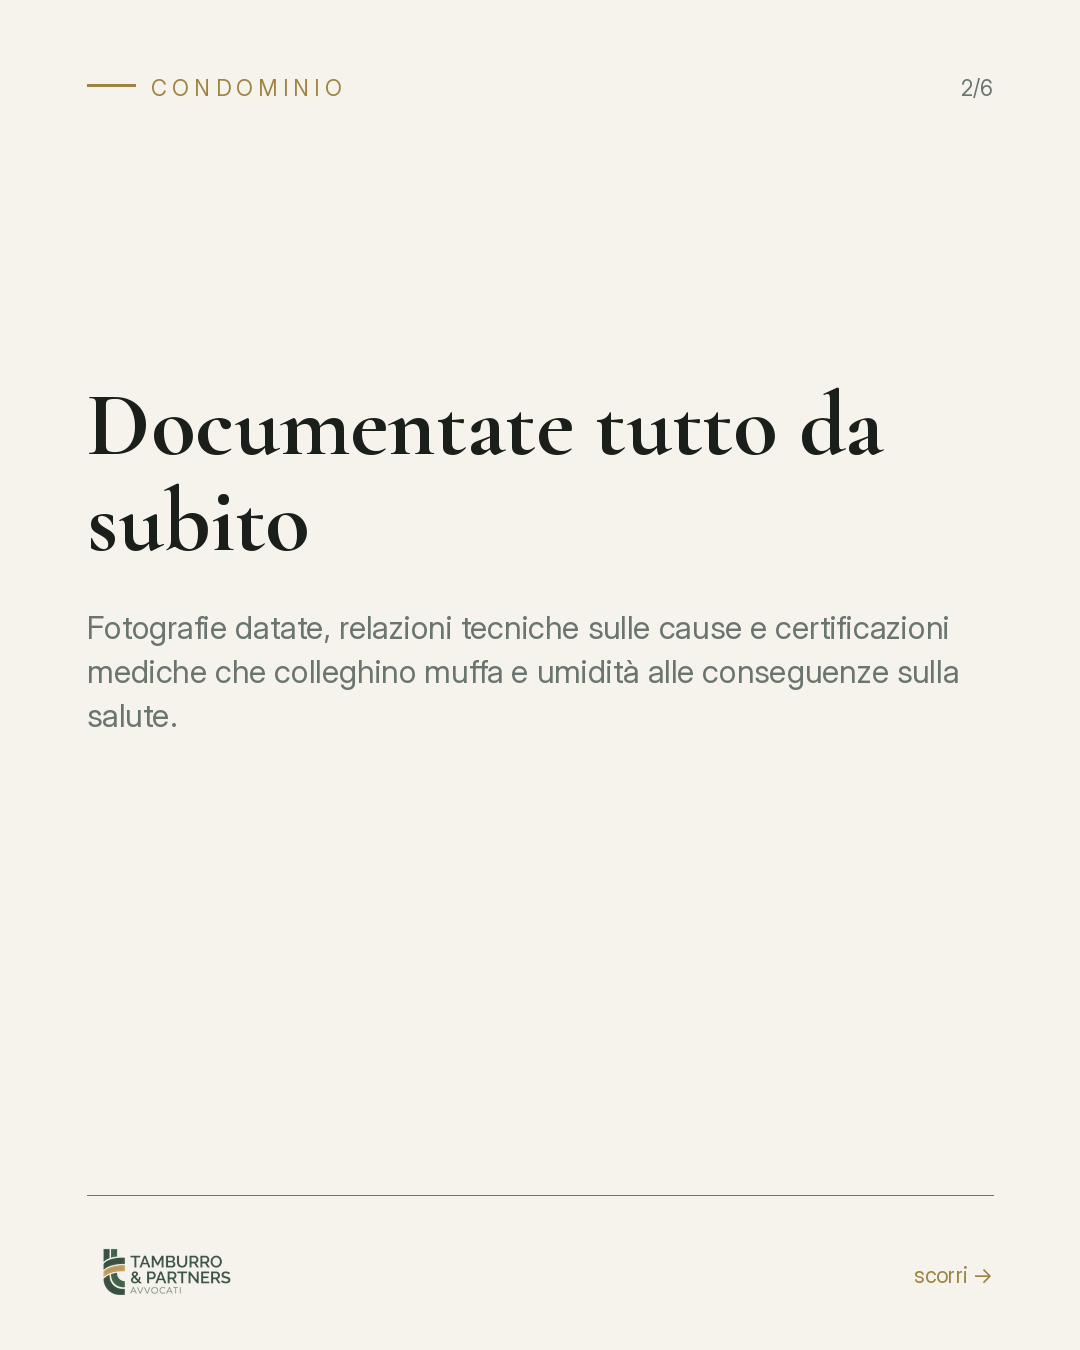 CONDOMINIO
2/6
Documentate tutto da
subito
Fotografie datate, relazioni tecniche sulle cause e certificazioni
mediche che colleghino muffa e umidità alle conseguenze sulla
salute.
TAMBURRO
& PARTNERS
AVVOCATI
scorri →